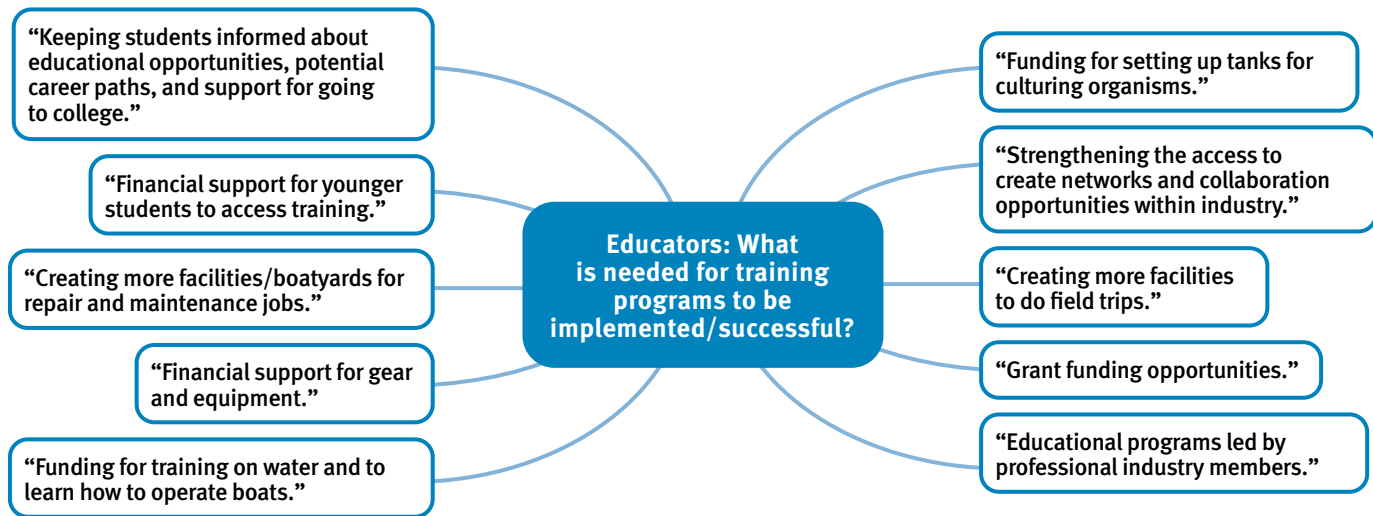 “Keeping students informed about
educational opportunities, potential
career paths, and support for going
to college.”
“Financial support for younger
students to access training.”
“Creating more facilities/boatyards for
repair and maintenance jobs.”
“Financial support for gear
and equipment.”
“Funding for training on water and to
learn how to operate boats.”
Educators: What
is needed for training
programs to be
implemented/successful?
“Funding for setting up tanks for
culturing organisms.”
“Strengthening the access to
create networks and collaboration
opportunities within industry.”
“Creating more facilities
to do field trips.”
“Grant funding opportunities.”
“Educational programs led by
professional industry members.”